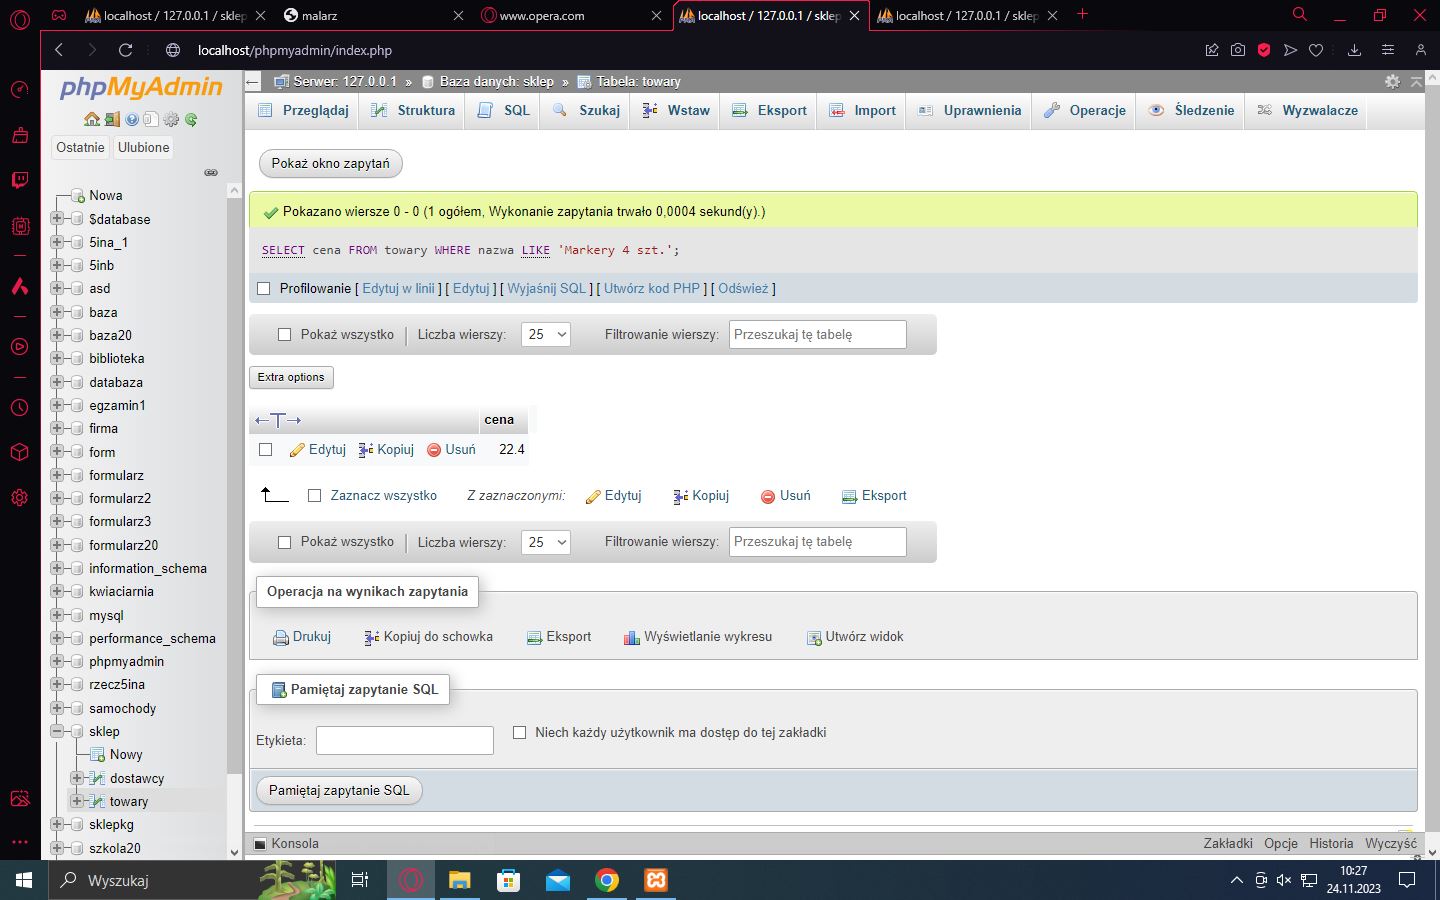 localhost / 127.0.0.1 / sklep
malarz
www.opera.com
localhost / 127.0.0.1 / sklep
localhost / 127.0.0.1 / sklep
localhost/phpmyadmin/index.php
phpMyAdmin
Ostatnie Ulubione
Nowa
$database
5ina_1
5inb
asd
baza
baza20
biblioteka
databaza
egzamin1
firma
form
formularz
formularz2
formularz3
formularz20
information_schema
kwiaciarnia
mysql
performance_schema
phpmyadmin
rzecz5ina
samochody
sklep
Nowy
dostawcy
towary
sklepkg
szkola20
Serwer: 127.0.0.1 » Baza danych: sklep » Tabela: towary
Przeglądaj Struktura SQL Szukaj Wstaw Eksport Import Uprawnienia Operacje Śledzenie Wyzwalacze
Pokaż okno zapytań
Pokazano wiersze 0 - 0 (1 ogółem, Wykonanie zapytania trwało 0,0004 sekund(y).)
SELECT cena FROM towary WHERE nazwa LIKE 'Markery 4 szt.';
Profilowanie [ Edytuj w linii ] [ Edytuj ] [ Wyjaśnij SQL ] [ Utwórz kod PHP ] [ Odśwież ]
Pokaż wszystko Liczba wierszy: 25 Filtrowanie wierszy: Przeszukaj tę tabelę
Extra options
←T→ cena
Edytuj Kopiuj Usuń 22.4
Zaznacz wszystko Z zaznaczonymi: Edytuj Kopiuj Usuń Eksport
Pokaż wszystko Liczba wierszy: 25 Filtrowanie wierszy: Przeszukaj tę tabelę
Operacja na wynikach zapytania
Drukuj Kopiuj do schowka Eksport Wyświetlanie wykresu Utwórz widok
Pamiętaj zapytanie SQL
Etykieta: Niech każdy użytkownik ma dostęp do tej zakładki
Pamiętaj zapytanie SQL
Konsola Zakładki Opcje Historia Wyczyść
Wyszukaj
10:27
24.11.2023